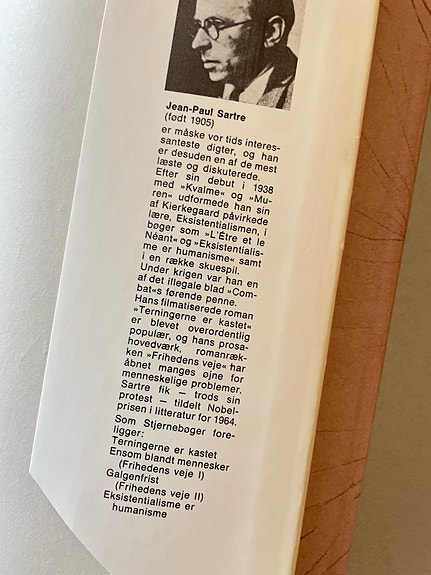 Jean-Paul Sartre
(født 1905)
er måske vor tids interes-
santeste digter, og han
er desuden en af de mest
læste og diskuterede.
Efter sin debut i 1938
med »Kvalme« og »Mu-
ren« udformede han sin
af Kierkegaard påvirkede
lære, Eksistentialismen, i
bøger som »L'Être et le
Néant« og »Eksistentialis-
me er humanisme« samt
i en række skuespil.
Under krigen var han en
af det illegale blad »Com-
bat«s førende penne.
Hans filmatiserede roman
»Terningerne er kastet«
er blevet overordentlig
populær, og hans prosa-
hovedværk, romanræk-
ken »Frihedens veje« har
åbnet manges øjne for
menneskelige problemer.
Sartre fik — trods sin
protest — tildelt Nobel-
prisen i litteratur for 1964.
Som Stjernebøger fore-
ligger:
Terningerne er kastet
Ensom blandt mennesker
(Frihedens veje I)
Galgenfrist
(Frihedens veje II)
Eksistentialisme er
humanisme